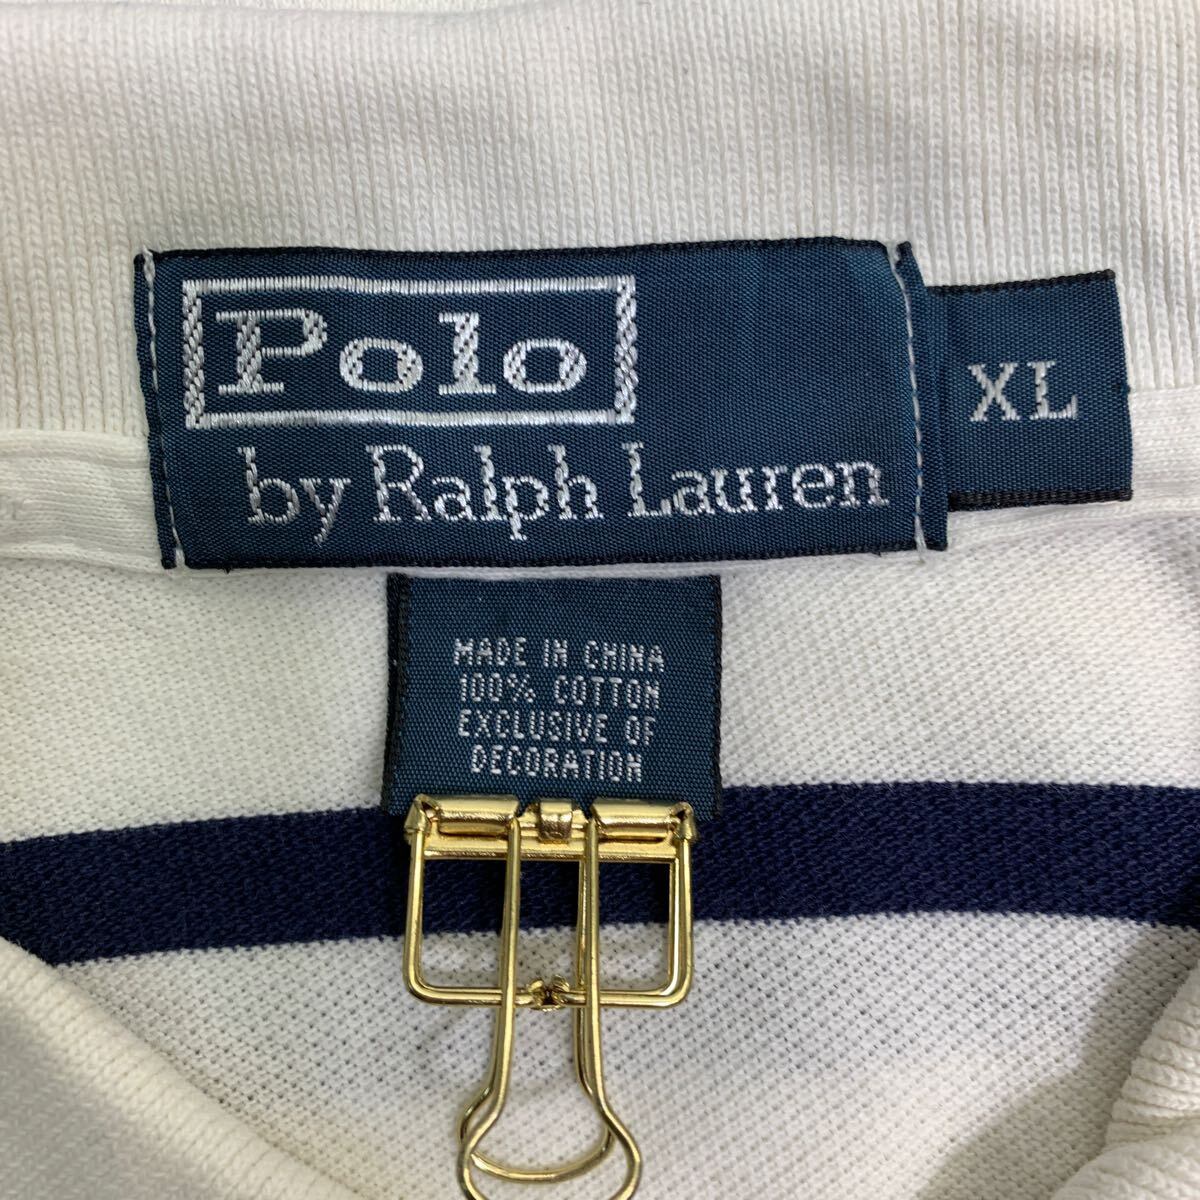 Polo
by Ralph Lauren
XL
MADE IN CHINA
100% COTTON
EXCLUSIVE OF
DECORATION